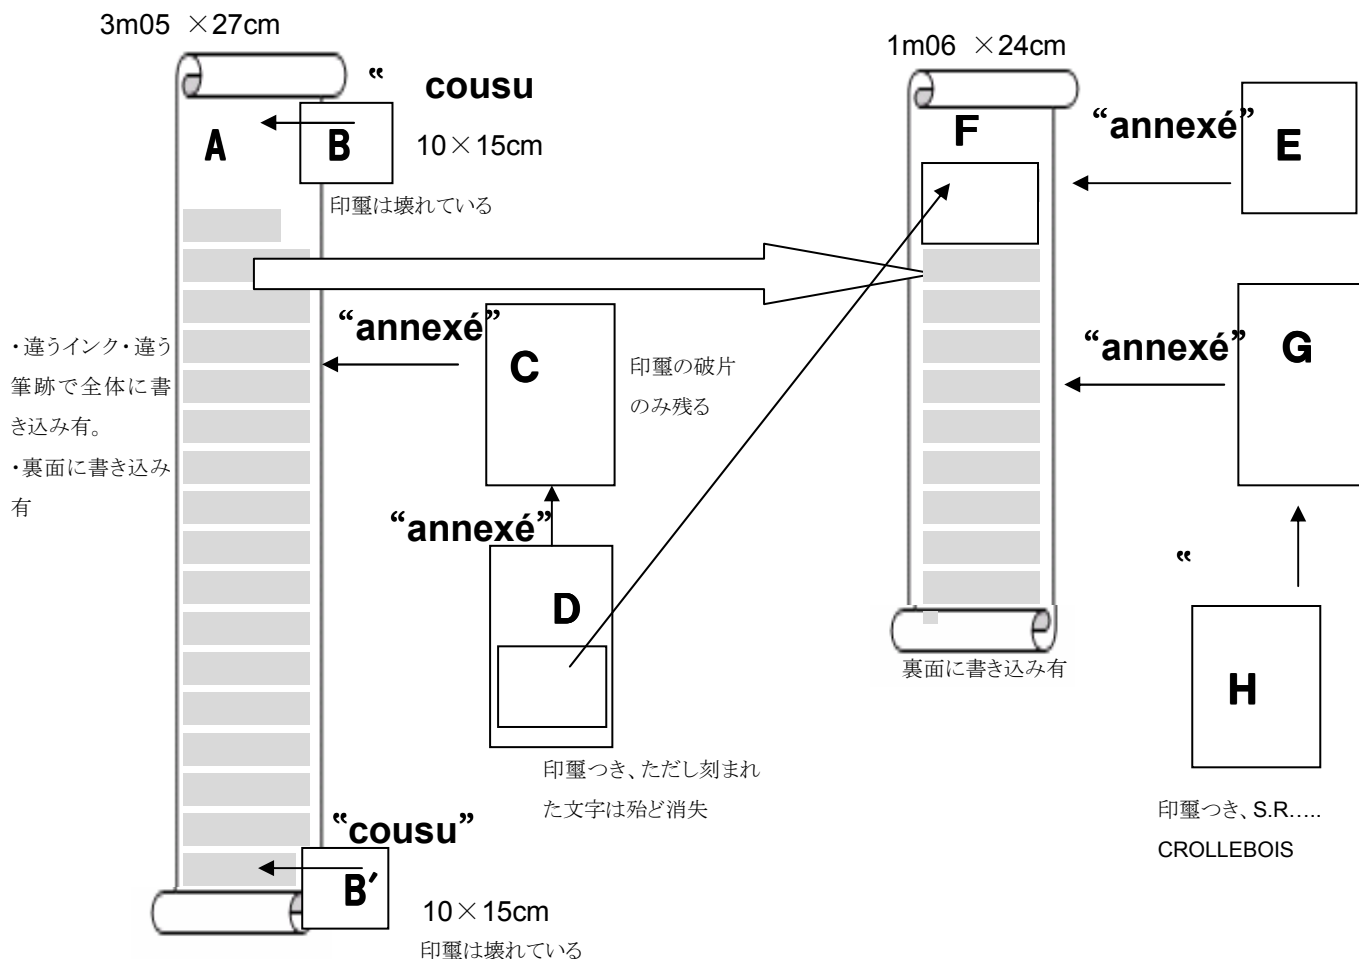 3m05 ×27cm
“ cousu
A
B
10×15cm
印璽は壊れている
・違うインク・違う
筆跡で全体に書
き込み有。
・裏面に書き込み
有
“annexé”
C
印璽の破片
のみ残る
“annexé”
D
印璽つき、ただし刻まれ
た文字は殆ど消失
“cousu”
B′
10×15cm
印璽は壊れている
1m06 ×24cm
F
“annexé”
E
“annexé”
G
“
H
裏面に書き込み有
印璽つき、S.R.....
CROLLEBOIS